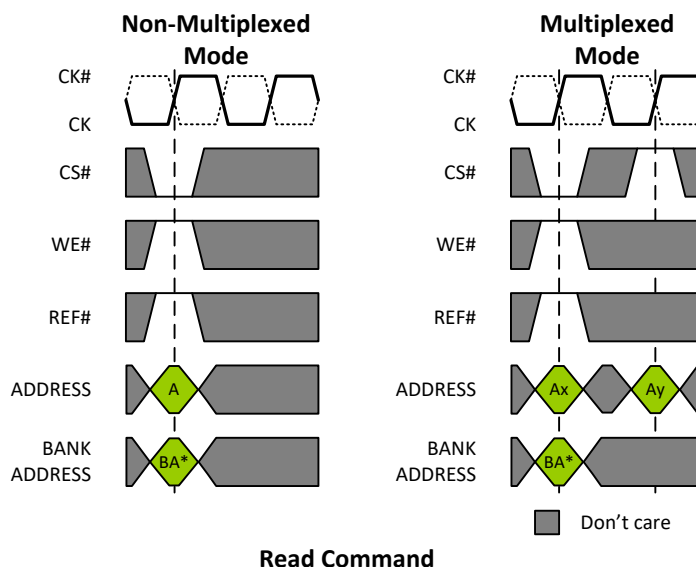 Non-Multiplexed
Mode
CK#
CK
CS#
WE#
REF#
ADDRESS
A
BANK
ADDRESS
BA*
Multiplexed
Mode
CK#
CK
CS#
WE#
REF#
ADDRESS
Ax
Ay
BANK
ADDRESS
BA*
Don't care
Read Command